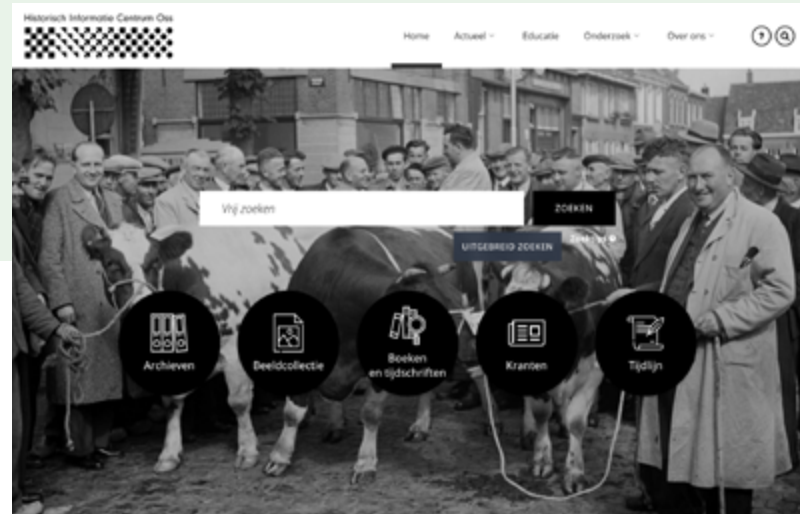 Historisch Informatie Centrum Oss
Home
Actueel
Educatie
Onderzoek
Over ons
?
Vrij zoeken
ZOEKEN
UITGEBREID ZOEKEN
Archieven
Beeldcollectie
Boeken
en tijdschriften
Kranten
Tijdlijn